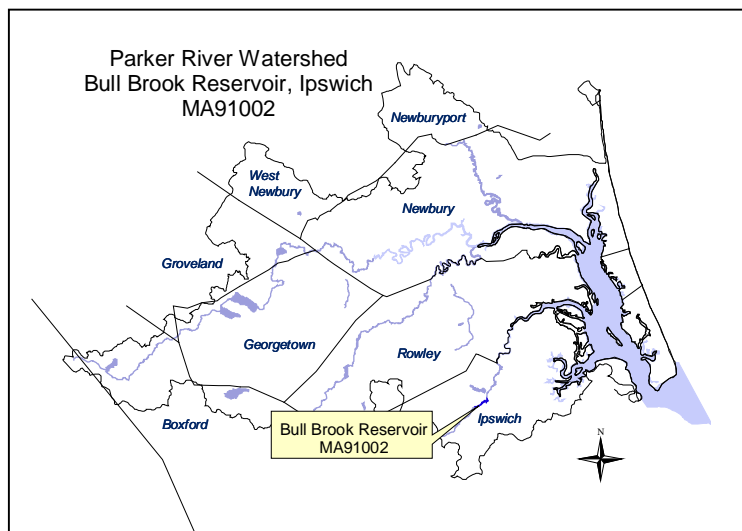 Parker River Watershed
Bull Brook Reservoir, Ipswich
MA91002
Newburyport
West
Newbury
Newbury
Groveland
Georgetown
Rowley
Boxford
Ipswich
Bull Brook Reservoir
MA91002
N